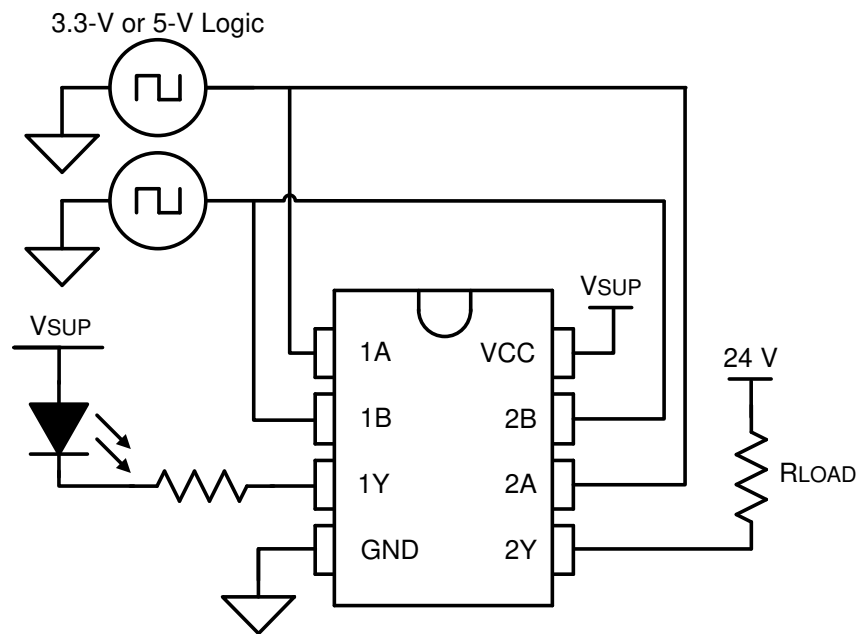 3.3-V or 5-V Logic
VSUP
VSUP
1A
VCC
24 V
1B
2B
1Y
2A
RLOAD
GND
2Y